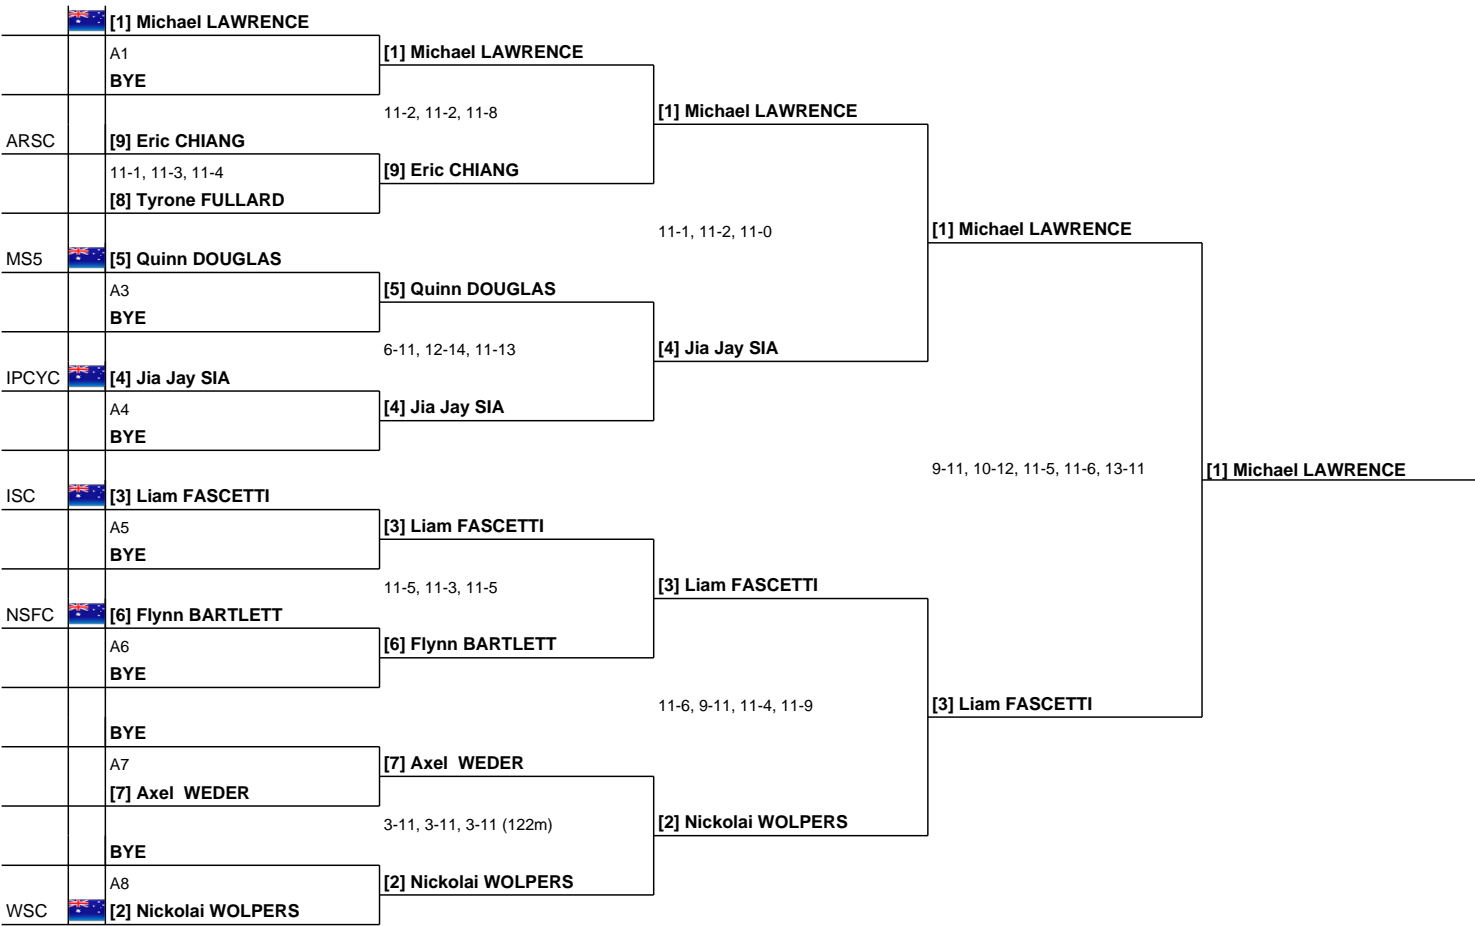 [1] Michael LAWRENCE
A1
BYE
[1] Michael LAWRENCE
11-2, 11-2, 11-8
[1] Michael LAWRENCE
ARSC [9] Eric CHIANG
11-1, 11-3, 11-4
[8] Tyrone FULLARD
[9] Eric CHIANG
11-1, 11-2, 11-0
[1] Michael LAWRENCE
MS5 [5] Quinn DOUGLAS
A3
BYE
[5] Quinn DOUGLAS
6-11, 12-14, 11-13
[4] Jia Jay SIA
IPCYC [4] Jia Jay SIA
A4
BYE
[4] Jia Jay SIA
9-11, 10-12, 11-5, 11-6, 13-11
[1] Michael LAWRENCE
ISC [3] Liam FASCETTI
A5
BYE
[3] Liam FASCETTI
11-5, 11-3, 11-5
[3] Liam FASCETTI
NSFC [6] Flynn BARTLETT
A6
BYE
[6] Flynn BARTLETT
11-6, 9-11, 11-4, 11-9
[3] Liam FASCETTI
BYE
A7
[7] Axel  WEDER
[7] Axel  WEDER
3-11, 3-11, 3-11 (122m)
[2] Nickolai WOLPERS
BYE
A8
WSC [2] Nickolai WOLPERS
[2] Nickolai WOLPERS